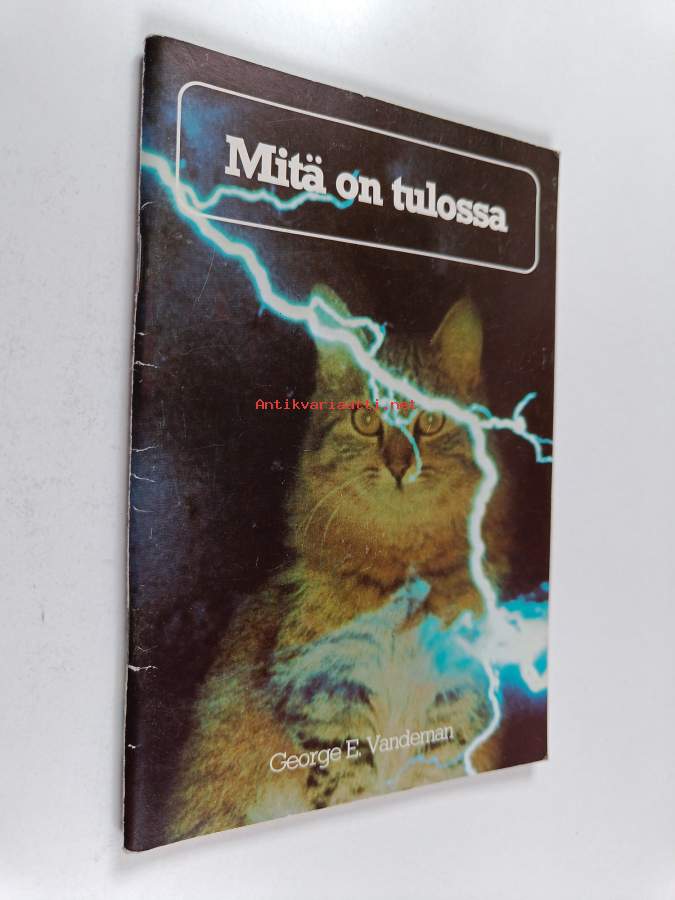 Mitä on tulossa
Antikvariaatti.net
George E. Vandeman